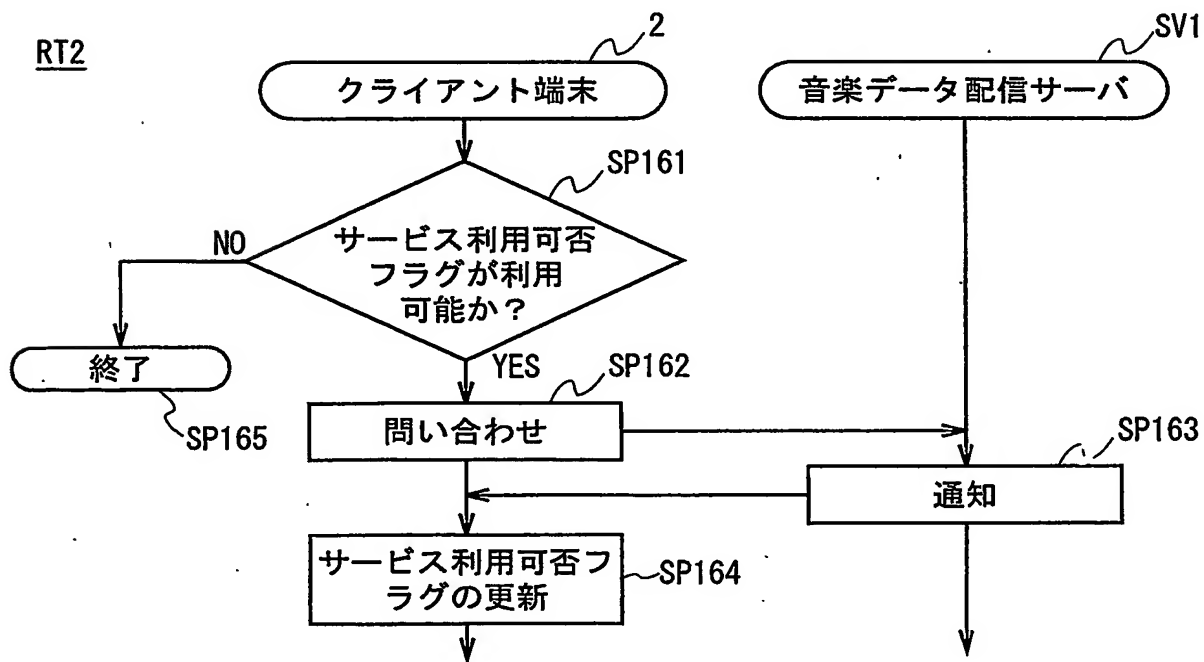 RT2
2
SV1
クライアント端末
音楽データ配信サーバ
SP161
NO
サービス利用可否
フラグが利用
可能か？
終了
SP165
YES
SP162
問い合わせ
SP163
通知
サービス利用可否フ
ラグの更新
SP164